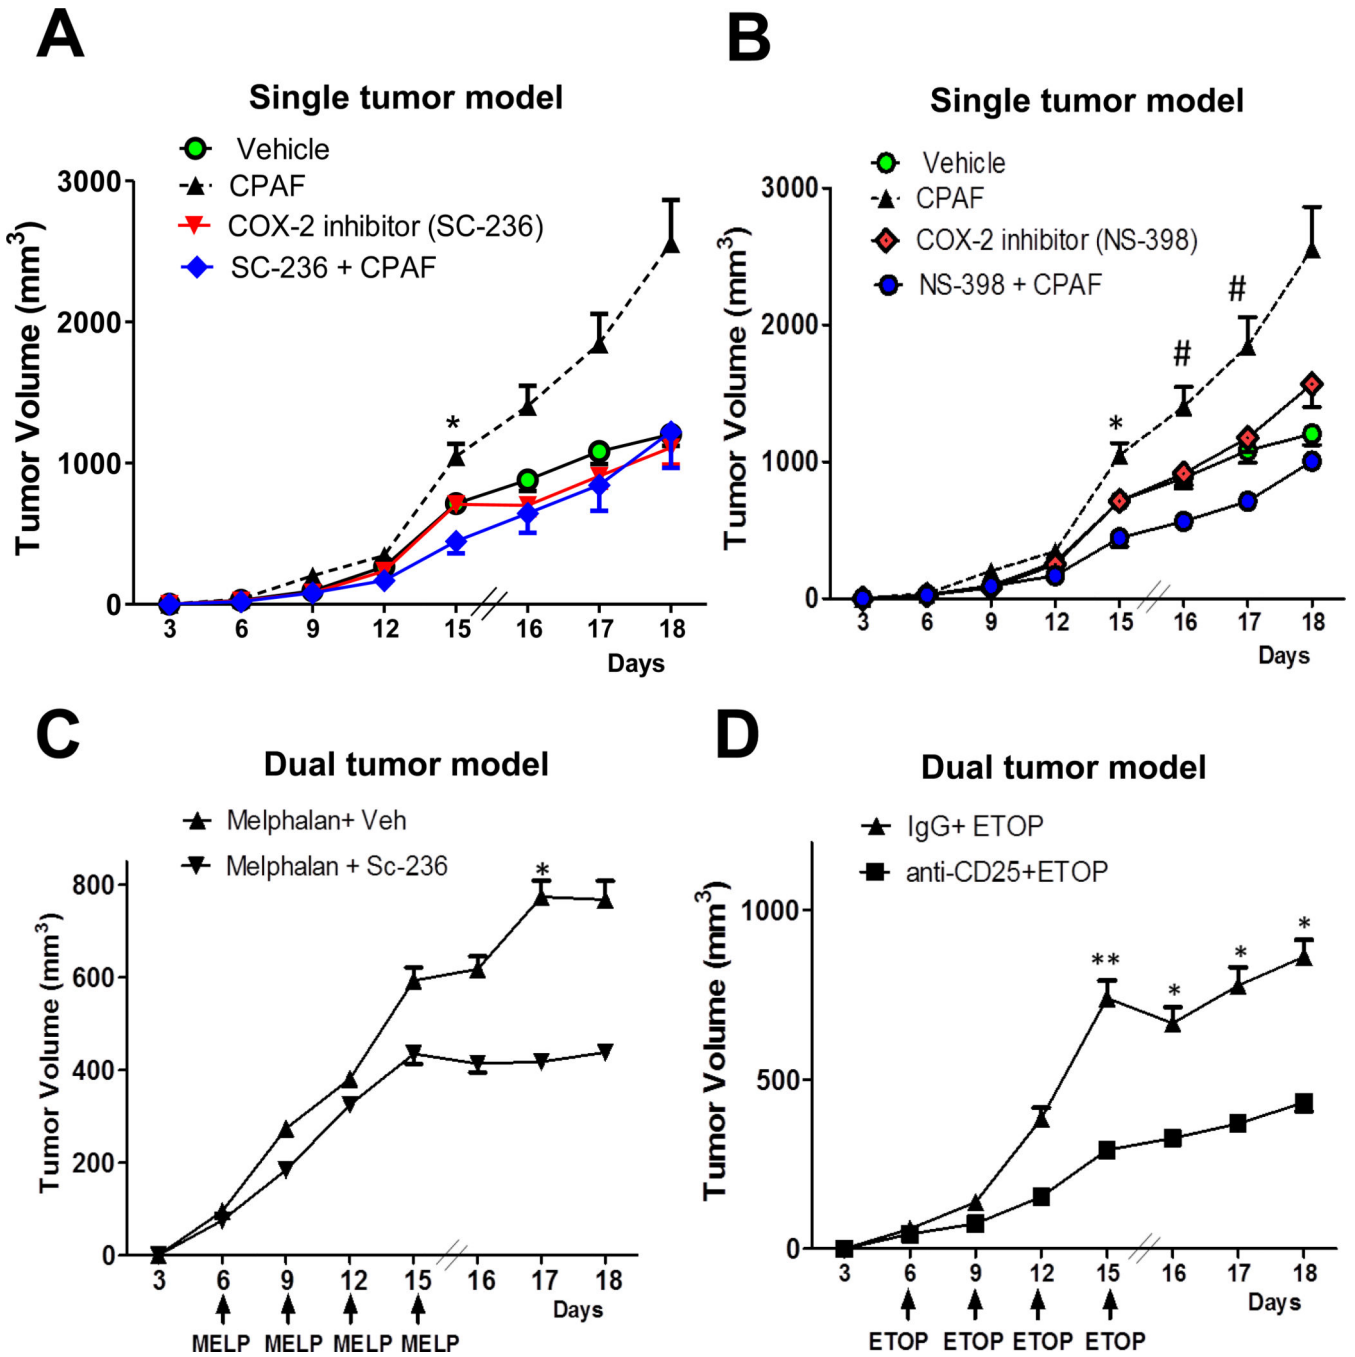 A
Single tumor model
Vehicle
CPAF
COX-2 inhibitor (SC-236)
SC-236 + CPAF
Tumor Volume (mm³)
3000
2000
1000
0
*
3 6 9 12 15 16 17 18
Days
B
Single tumor model
Vehicle
CPAF
COX-2 inhibitor (NS-398)
NS-398 + CPAF
Tumor Volume (mm³)
3000
2000
1000
0
* # #
3 6 9 12 15 16 17 18
Days
C
Dual tumor model
Melphalan+ Veh
Melphalan + Sc-236
Tumor Volume (mm³)
800
600
400
200
0
*
3 6 9 12 15 16 17 18
Days
MELP MELP MELP MELP
D
Dual tumor model
IgG+ ETOP
anti-CD25+ETOP
Tumor Volume (mm³)
1000
500
0
** * * *
3 6 9 12 15 16 17 18
Days
ETOP ETOP ETOP ETOP